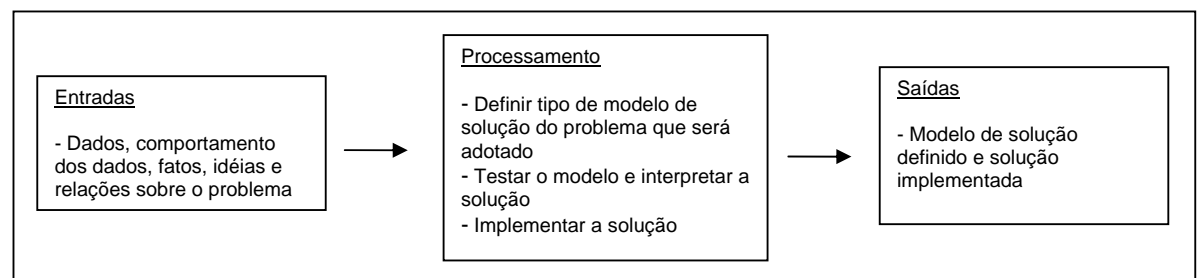 Entradas
- Dados, comportamento
dos dados, fatos, idéias e
relações sobre o problema
Processamento
- Definir tipo de modelo de
solução do problema que será
adotado
- Testar o modelo e interpretar a
solução
- Implementar a solução
Saídas
- Modelo de solução
definido e solução
implementada